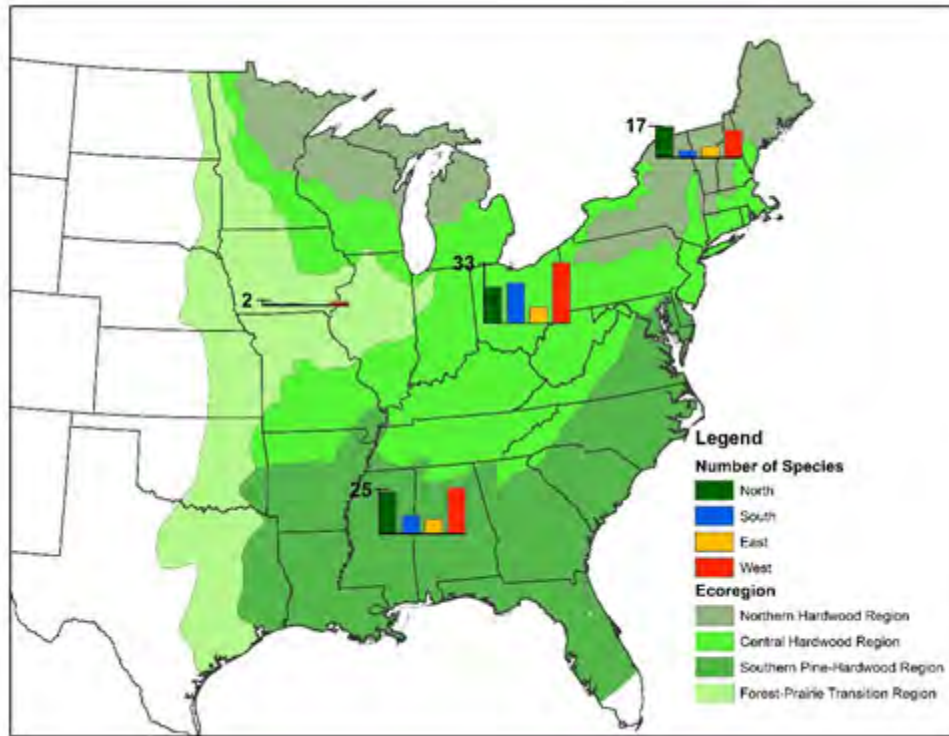 17
33
2
25
Legend
Number of Species
North
South
East
West
Ecoregion
Northern Hardwood Region
Central Hardwood Region
Southern Pine-Hardwood Region
Forest-Prairie Transition Region